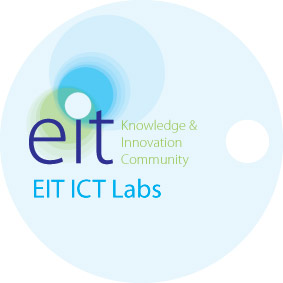 eit
Knowledge &
Innovation
Community
EIT ICT Labs